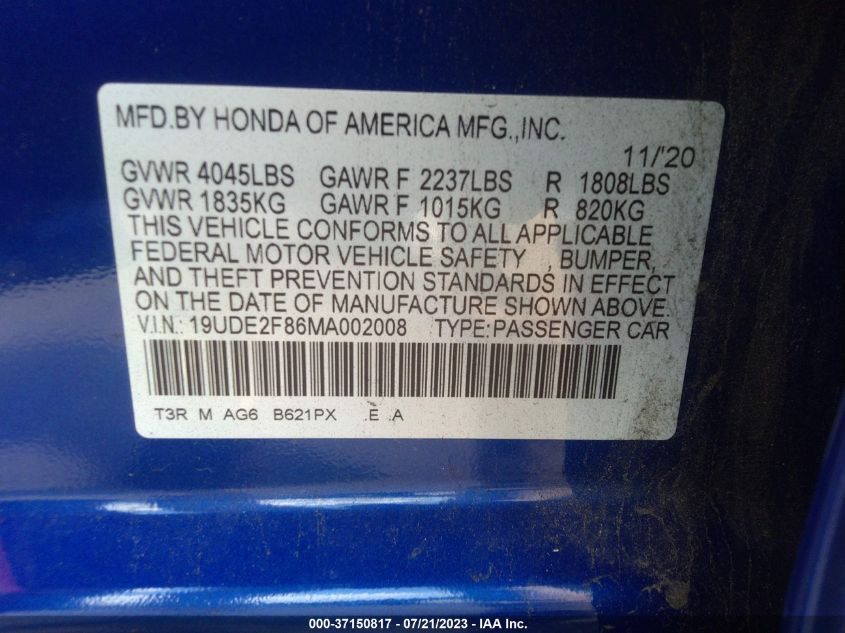 MFD.BY HONDA OF AMERICA MFG.,INC.
11/'20
GVWR 4045LBS GAWR F 2237LBS R 1808LBS
GVWR 1835KG GAWR F 1015KG R 820KG
THIS VEHICLE CONFORMS TO ALL APPLICABLE
FEDERAL MOTOR VEHICLE SAFETY , BUMPER,
AND THEFT PREVENTION STANDARDS IN EFFECT
ON THE DATE OF MANUFACTURE SHOWN ABOVE.
V.I.N.: 19UDE2F86MA002008 TYPE:PASSENGER CAR
T3R M AG6 B621PX .E .A
000-37150817 - 07/21/2023 - IAA Inc.